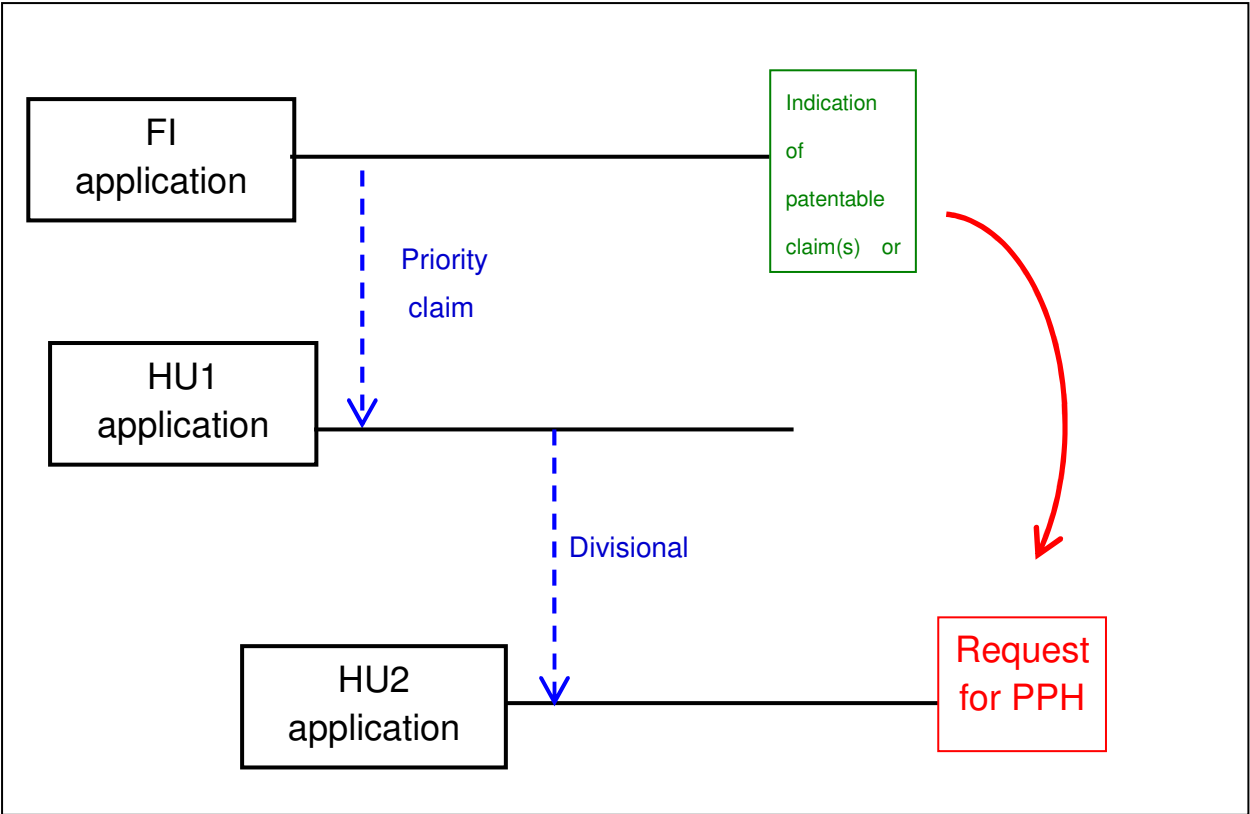 FI
application
Indication
of
patentable
claim(s) or
Priority
claim
HU1
application
Divisional
HU2
application
Request
for PPH